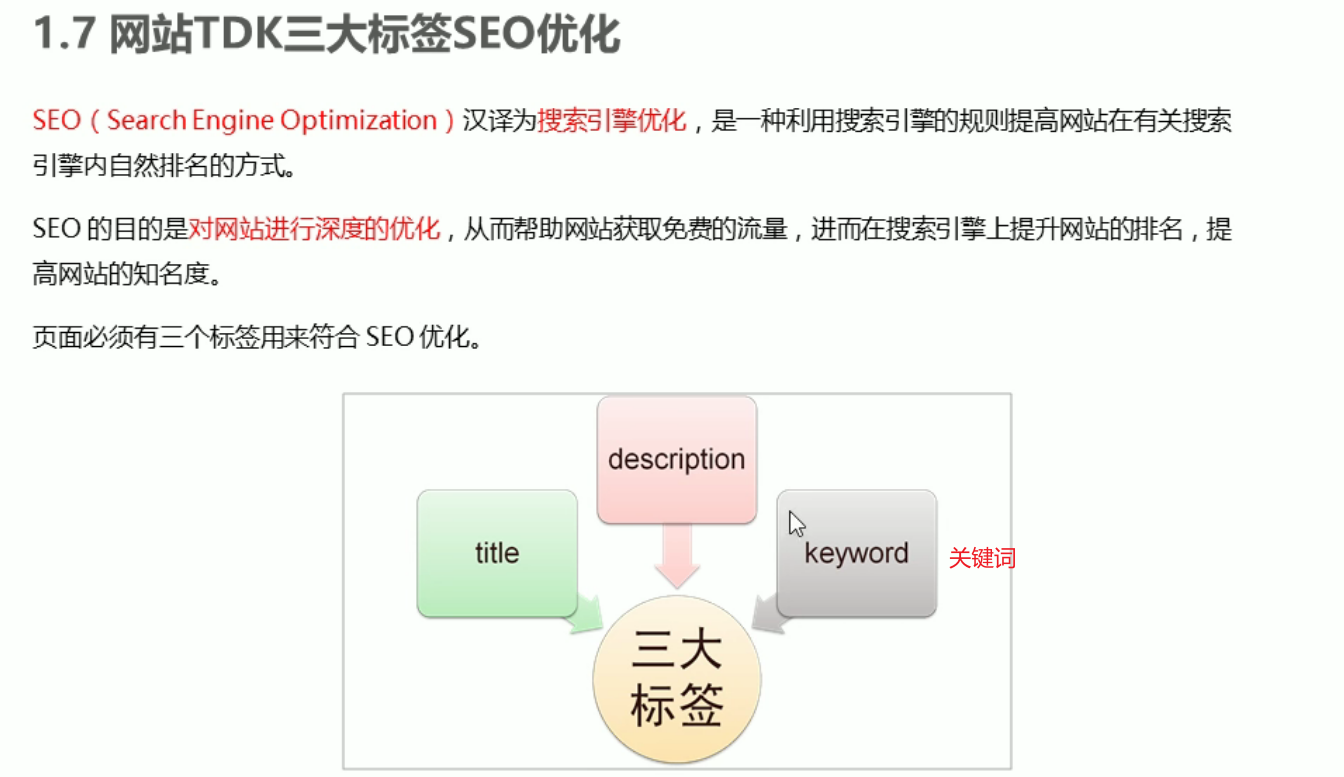 1.7 网站TDK三大标签SEO优化
SEO（Search Engine Optimization）汉译为搜索引擎优化，是一种利用搜索引擎的规则提高网站在有关搜索
引擎内自然排名的方式。
SEO 的目的是对网站进行深度的优化，从而帮助网站获取免费的流量，进而在搜索引擎上提升网站的排名，提
高网站的知名度。
页面必须有三个标签用来符合 SEO 优化。
description
title
keyword
关键词
三大
标签